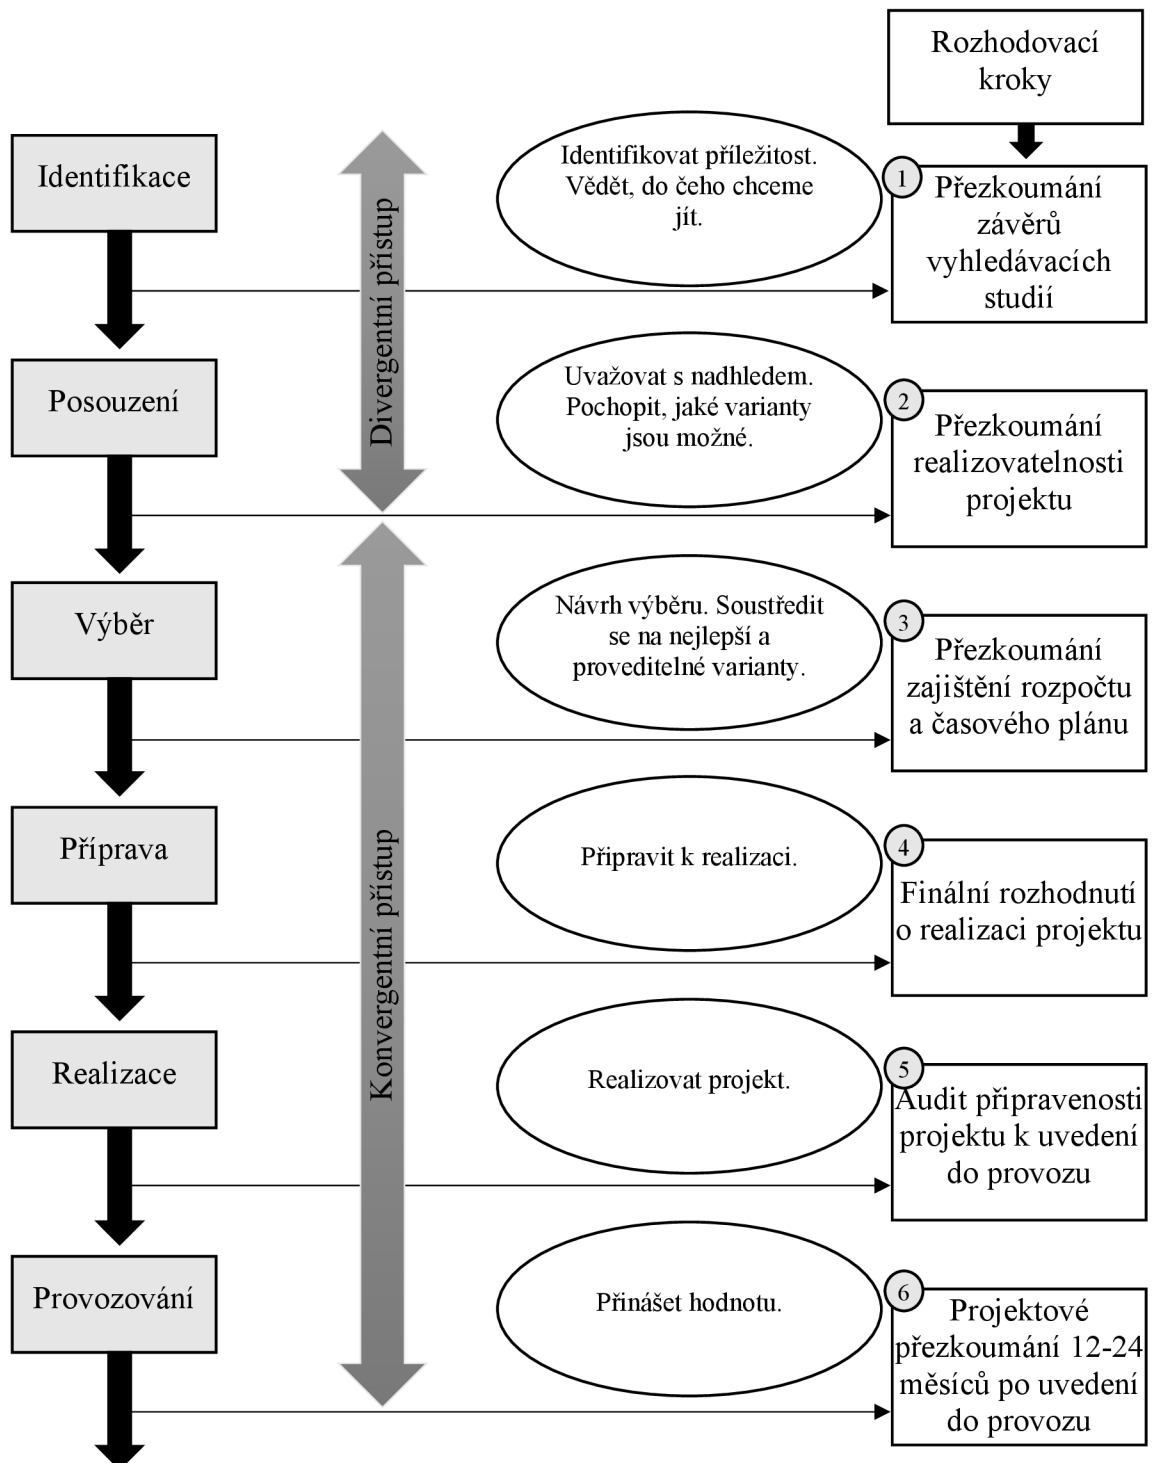 Rozhodovací
kroky
Identifikace
Identifikovat příležitost.
Vědět, do čeho chceme
jít.
1
Přezkoumání
závěrů
vyhledávacích
studií
Divergentní přístup
Posouzení
Uvažovat s nadhledem.
Pochopit, jaké varianty
jsou možné.
2
Přezkoumání
realizovatelnosti
projektu
Výběr
Návrh výběru. Soustředit
se na nejlepší a
proveditelné varianty.
3
Přezkoumání
zajištění rozpočtu
a časového plánu
Konvergentní přístup
Příprava
Připravit k realizaci.
4
Finální rozhodnutí
o realizaci projektu
Realizace
Realizovat projekt.
5
Audit připravenosti
projektu k uvedení
do provozu
Provozování
Přinášet hodnotu.
6
Projektové
přezkoumání 12-24
měsíců po uvedení
do provozu